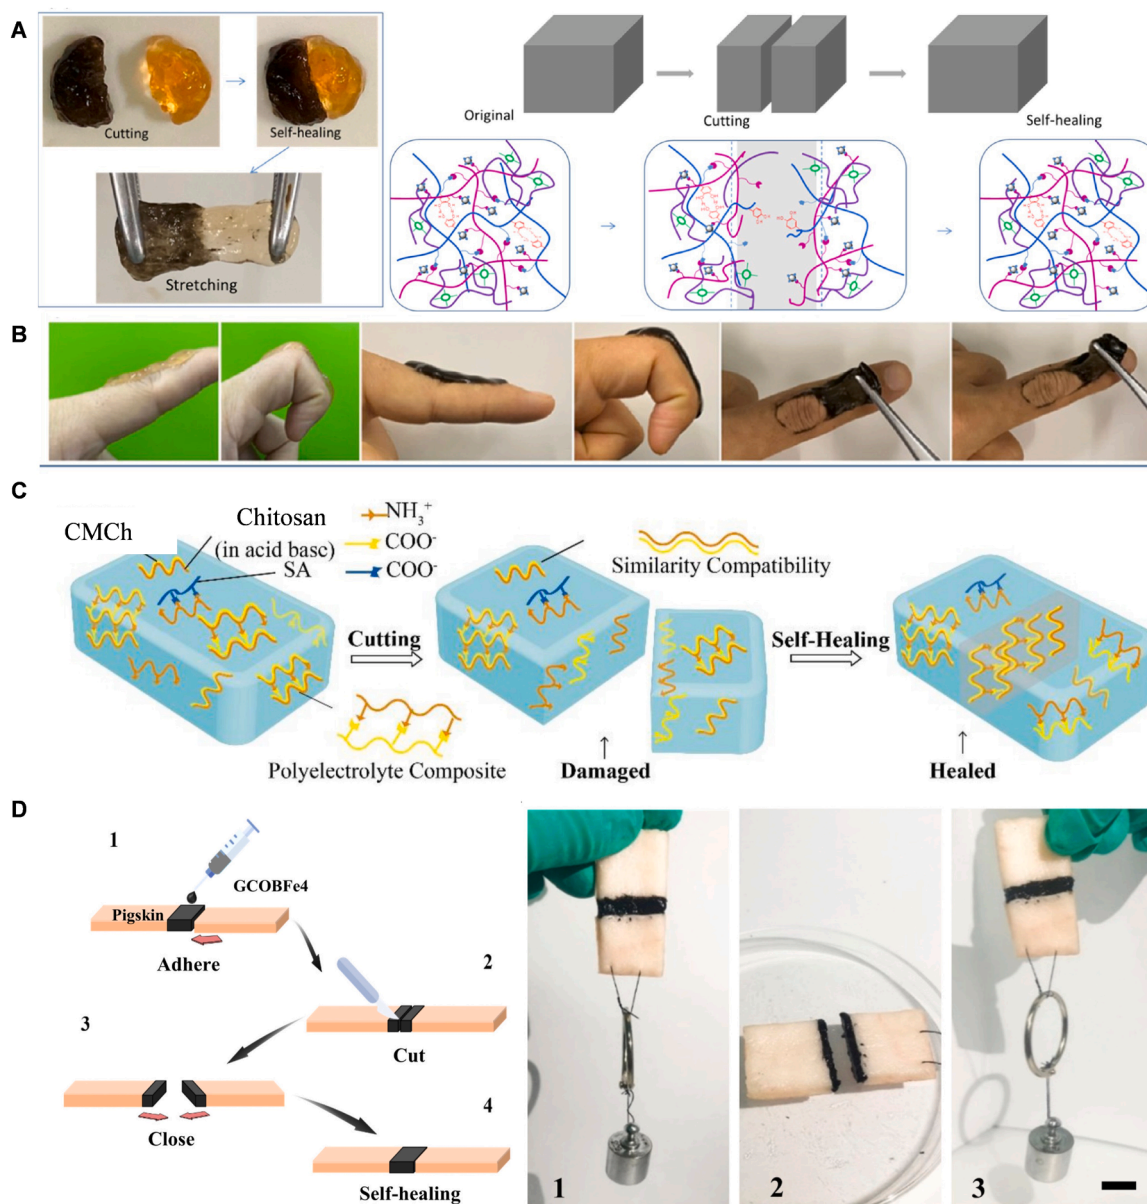 A
Cutting
Self-healing
Stretching
Original
Cutting
Self-healing
B
C
CMCh
Chitosan
(in acid basc)
SA
NH₃⁺
COO⁻
COO⁻
Similarity Compatibility
Cutting
Self-Healing
Polyelectrolyte Composite
Damaged
Healed
D
1
GCOBFe4
Pigskin
Adhere
2
Cut
3
Close
4
Self-healing
1
2
3